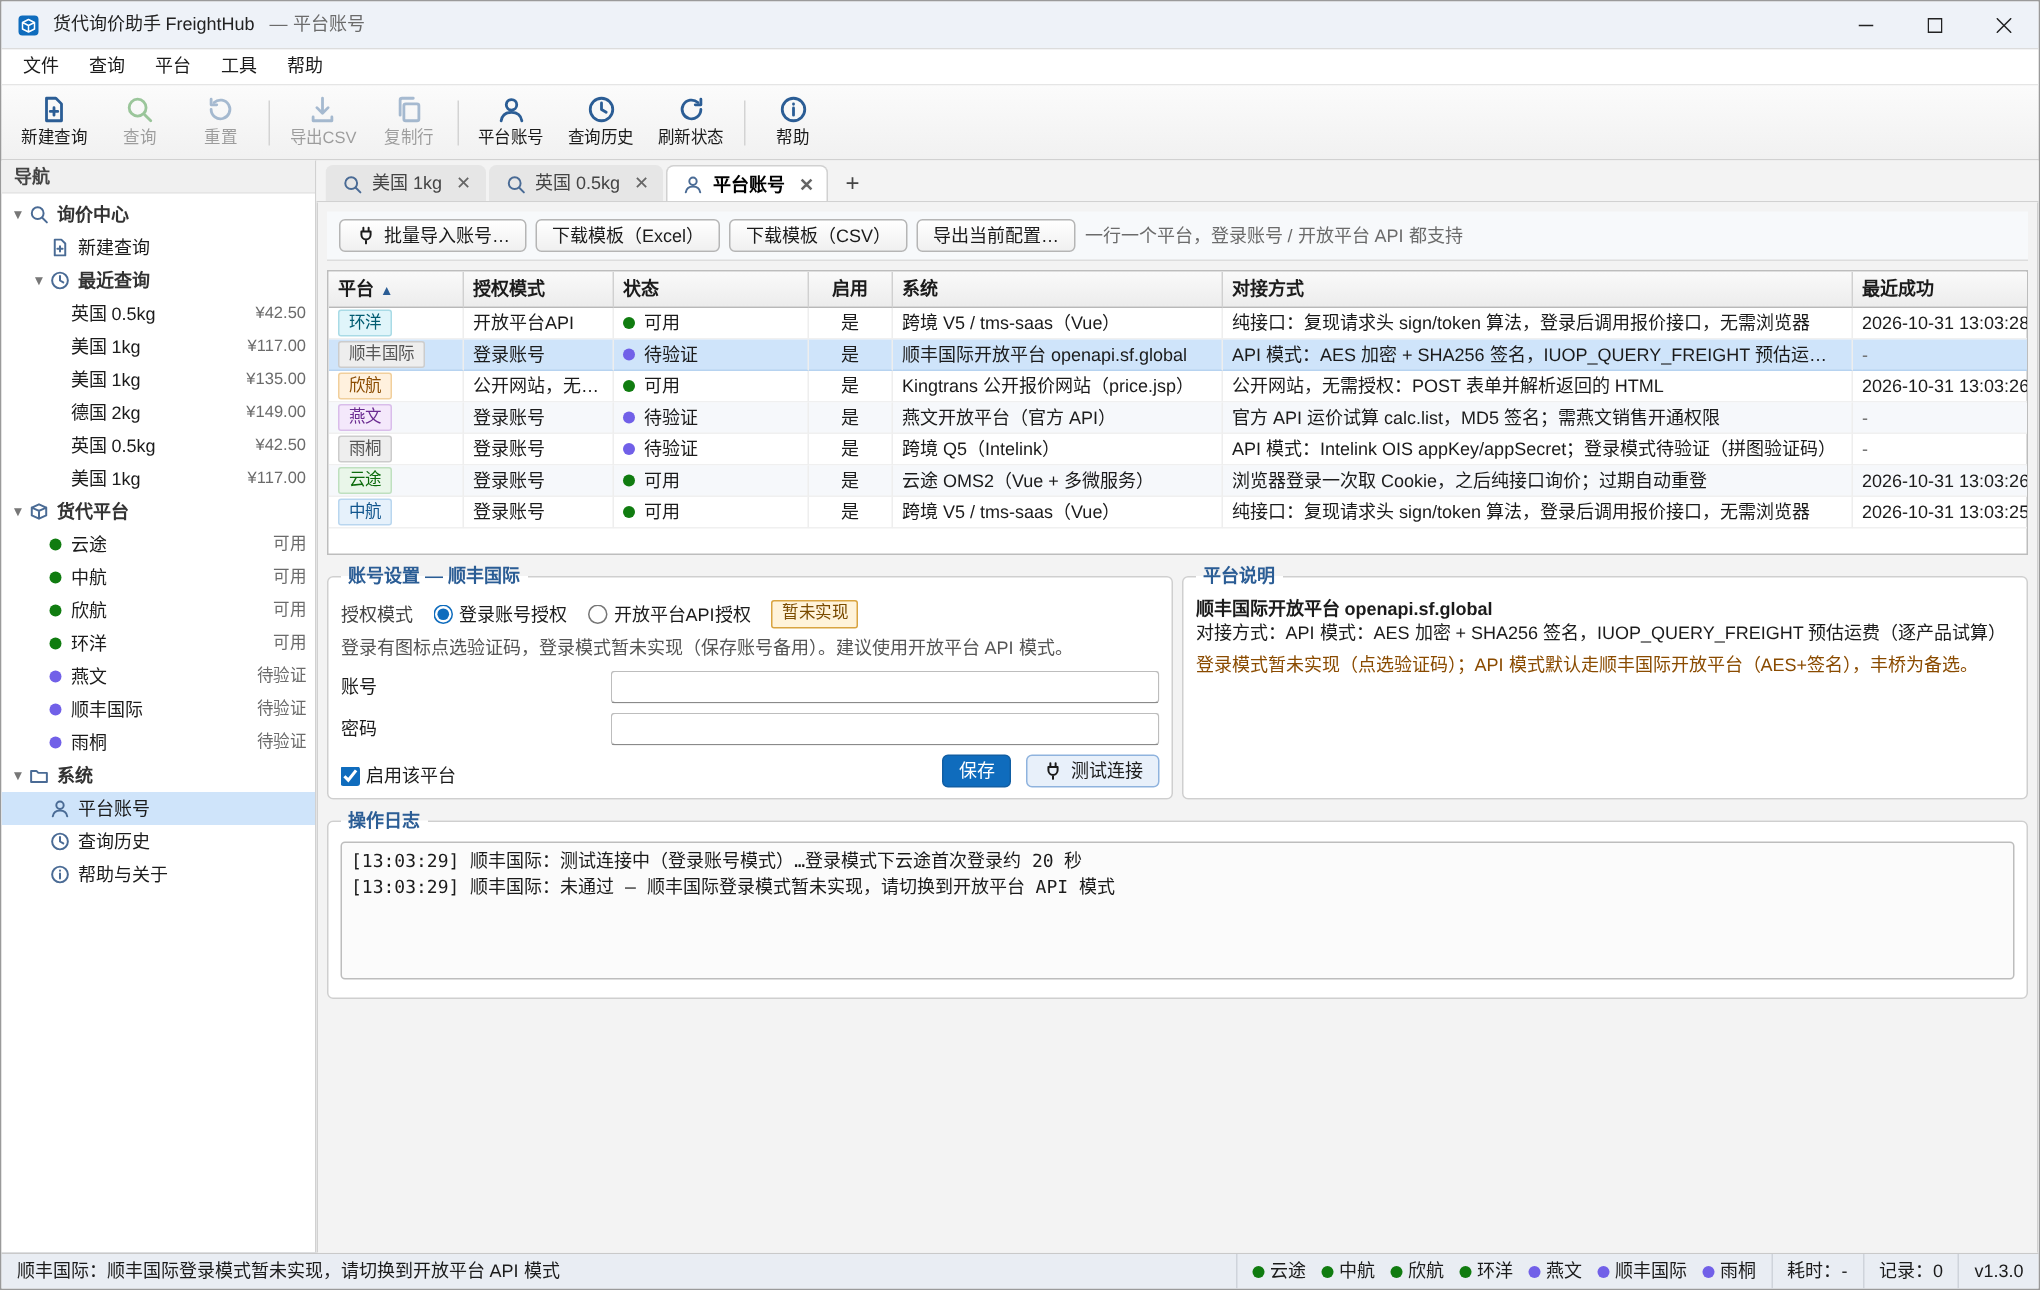 货代询价助手 FreightHub — 平台账号
文件 查询 平台 工具 帮助
新建查询 查询 重置 导出CSV 复制行 平台账号 查询历史 刷新状态 帮助
导航
询价中心
新建查询
最近查询
英国 0.5kg ¥42.50
美国 1kg ¥117.00
美国 1kg ¥135.00
德国 2kg ¥149.00
英国 0.5kg ¥42.50
美国 1kg ¥117.00
货代平台
云途 可用
中航 可用
欣航 可用
环洋 可用
燕文 待验证
顺丰国际 待验证
雨桐 待验证
系统
平台账号
查询历史
帮助与关于
美国 1kg ✕ 英国 0.5kg ✕ 平台账号 ✕ +
批量导入账号… 下载模板（Excel） 下载模板（CSV） 导出当前配置… 一行一个平台，登录账号 / 开放平台 API 都支持
平台 ▲ 授权模式 状态 启用 系统 对接方式 最近成功
环洋 开放平台API 可用 是 跨境 V5 / tms-saas（Vue） 纯接口：复现请求头 sign/token 算法，登录后调用报价接口，无需浏览器 2026-10-31 13:03:28
顺丰国际 登录账号 待验证 是 顺丰国际开放平台 openapi.sf.global API 模式：AES 加密 + SHA256 签名，IUOP_QUERY_FREIGHT 预估运… -
欣航 公开网站，无… 可用 是 Kingtrans 公开报价网站（price.jsp） 公开网站，无需授权：POST 表单并解析返回的 HTML 2026-10-31 13:03:26
燕文 登录账号 待验证 是 燕文开放平台（官方 API） 官方 API 运价试算 calc.list，MD5 签名；需燕文销售开通权限 -
雨桐 登录账号 待验证 是 跨境 Q5（Intelink） API 模式：Intelink OIS appKey/appSecret；登录模式待验证（拼图验证码） -
云途 登录账号 可用 是 云途 OMS2（Vue + 多微服务） 浏览器登录一次取 Cookie，之后纯接口询价；过期自动重登 2026-10-31 13:03:26
中航 登录账号 可用 是 跨境 V5 / tms-saas（Vue） 纯接口：复现请求头 sign/token 算法，登录后调用报价接口，无需浏览器 2026-10-31 13:03:25
账号设置 — 顺丰国际
授权模式 登录账号授权 开放平台API授权 暂未实现
登录有图标点选验证码，登录模式暂未实现（保存账号备用）。建议使用开放平台 API 模式。
账号
密码
启用该平台 保存 测试连接
平台说明
顺丰国际开放平台 openapi.sf.global
对接方式：API 模式：AES 加密 + SHA256 签名，IUOP_QUERY_FREIGHT 预估运费（逐产品试算）
登录模式暂未实现（点选验证码）；API 模式默认走顺丰国际开放平台（AES+签名），丰桥为备选。
操作日志
[13:03:29] 顺丰国际：测试连接中（登录账号模式）…登录模式下云途首次登录约 20 秒
[13:03:29] 顺丰国际：未通过 — 顺丰国际登录模式暂未实现，请切换到开放平台 API 模式
顺丰国际：顺丰国际登录模式暂未实现，请切换到开放平台 API 模式 云途 中航 欣航 环洋 燕文 顺丰国际 雨桐 耗时：- 记录：0 v1.3.0